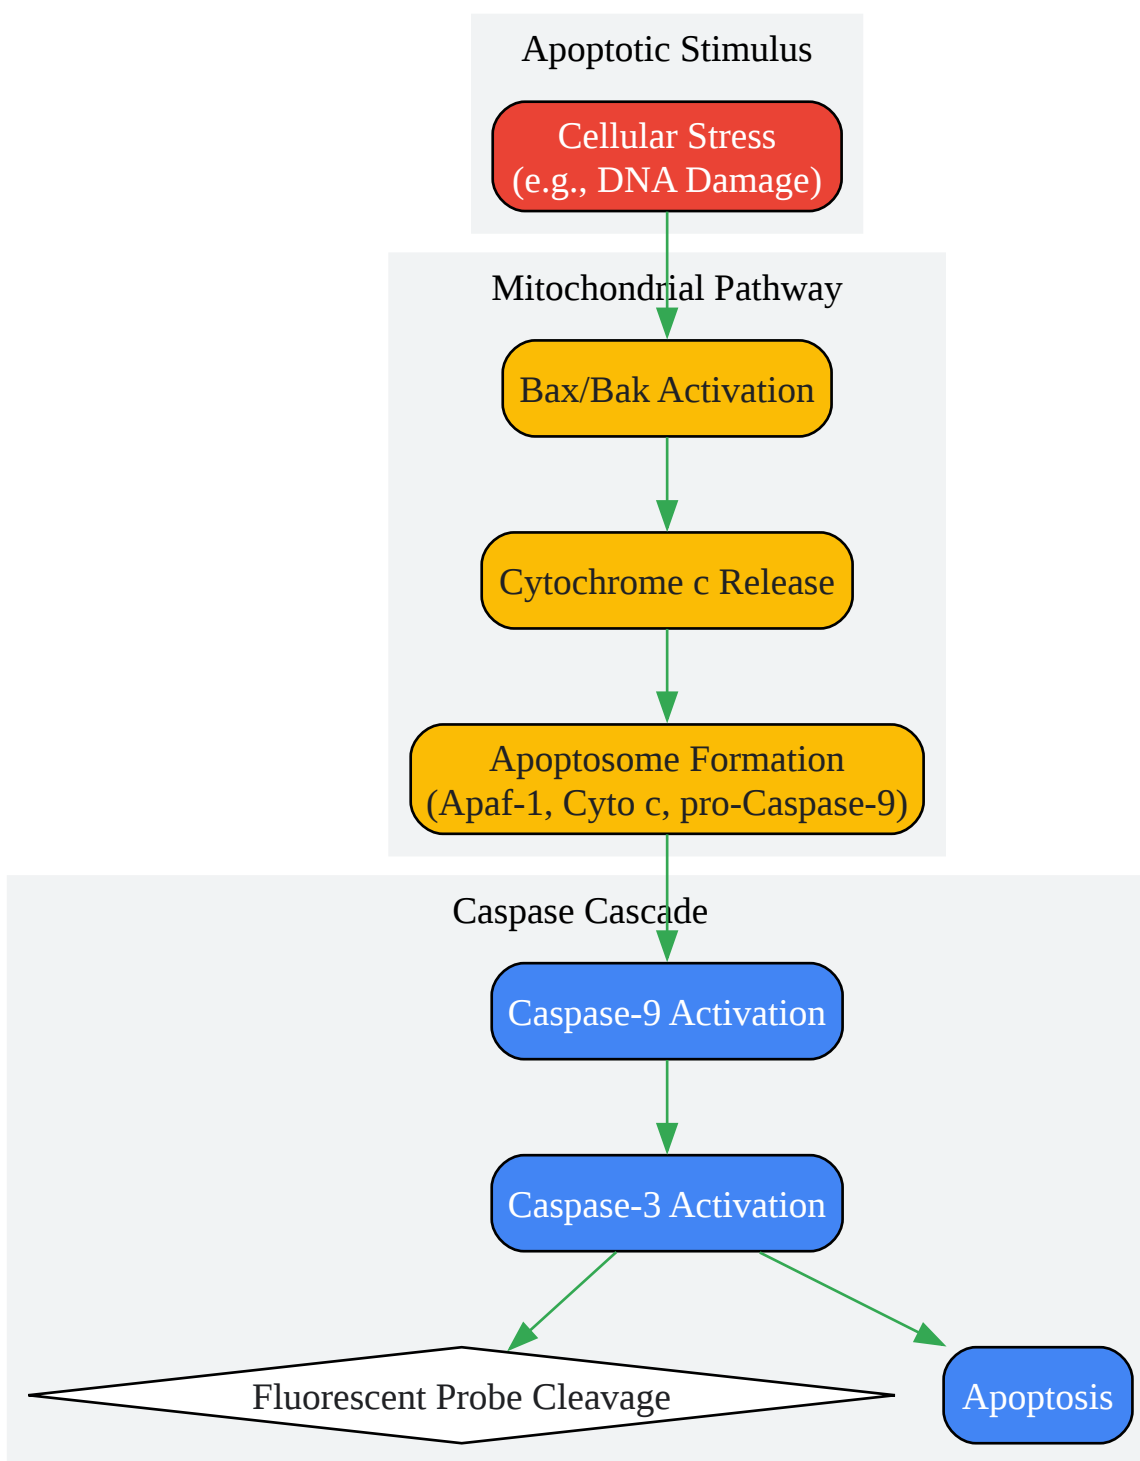 Apoptotic Stimulus
Cellular Stress
(e.g., DNA Damage)
Mitochondrial Pathway
Bax/Bak Activation
Cytochrome c Release
Apoptosome Formation
(Apaf-1, Cyto c, pro-Caspase-9)
Caspase Cascade
Caspase-9 Activation
Caspase-3 Activation
Fluorescent Probe Cleavage
Apoptosis